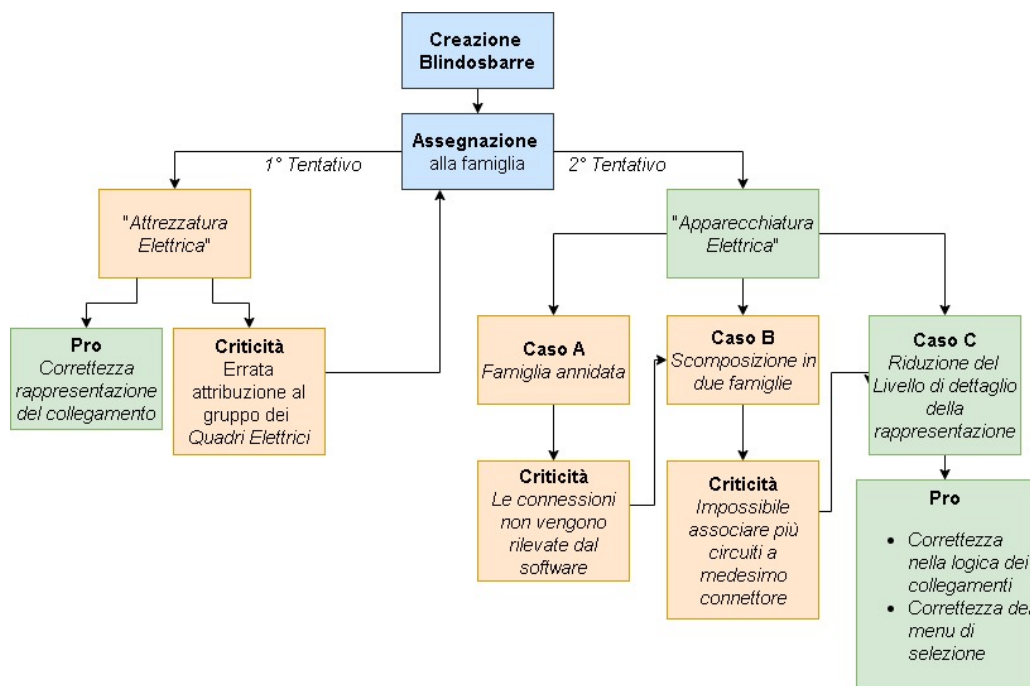 Creazione
Blindosbarre
Assegnazione
alla famiglia
1° Tentativo
2° Tentativo
"Attrezzatura
Elettrica"
"Apparecchiatura
Elettrica"
Pro
Correttezza
rappresentazione
del collegamento
Criticità
Errata
attribuzione al
gruppo dei
Quadri Elettrici
Caso A
Famiglia annidata
Caso B
Scomposizione in
due famiglie
Caso C
Riduzione del
Livello di dettaglio
della
rappresentazione
Criticità
Le connessioni
non vengono
rilevate dal
software
Criticità
Impossibile
associare più
circuiti a
medesimo
connettore
Pro
• Correttezza
nella logica dei
collegamenti
• Correttezza
menu di
selezione